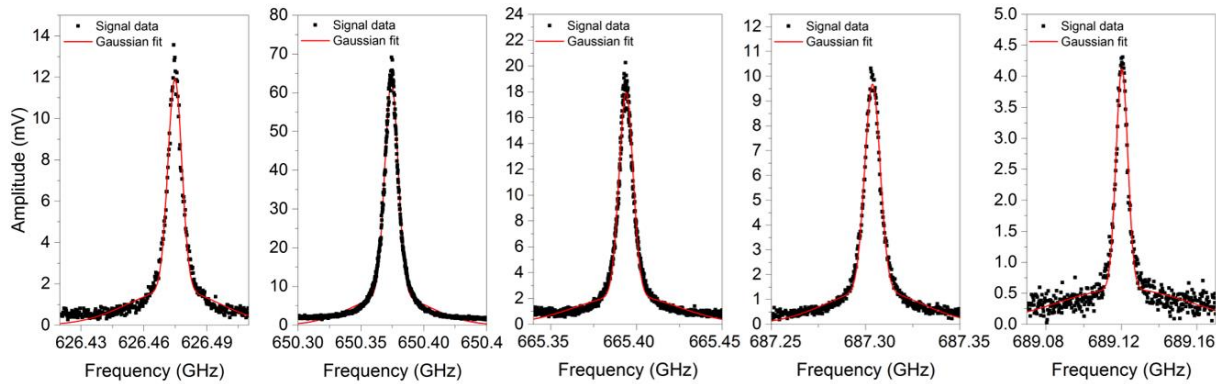 Signal data
Gaussian fit
Amplitude (mV)
14
12
10
8
6
4
2
0
626.43 626.46 626.49
Frequency (GHz)
Signal data
Gaussian fit
80
70
60
50
40
30
20
10
0
650.30 650.35 650.40 650.4
Frequency (GHz)
Signal data
Gaussian fit
24
22
20
18
16
14
12
10
8
6
4
2
0
665.35 665.40 665.45
Frequency (GHz)
Signal data
Gaussian fit
12
11
10
9
8
7
6
5
4
3
2
1
0
687.25 687.30 687.35
Frequency (GHz)
Signal data
Gaussian fit
5.0
4.5
4.0
3.5
3.0
2.5
2.0
1.5
1.0
0.5
0.0
689.08 689.12 689.16
Frequency (GHz)